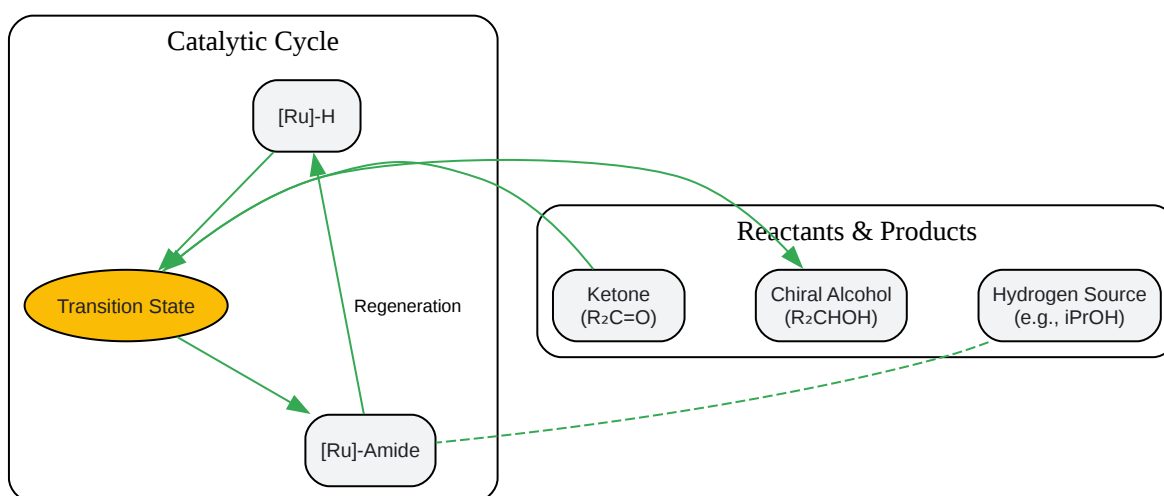 Catalytic Cycle
[Ru]-H
Transition State
Regeneration
[Ru]-Amide
Reactants & Products
Ketone
(R₂C=O)
Chiral Alcohol
(R₂CHOH)
Hydrogen Source
(e.g., iPrOH)